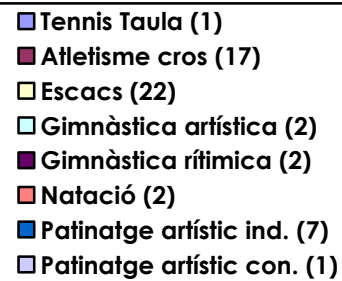 Tennis Taula (1)
Atletisme cros (17)
Escacs (22)
Gimnàstica artística (2)
Gimnàstica rítimica (2)
Natació (2)
Patinatge artístic ind. (7)
Patinatge artístic con. (1)